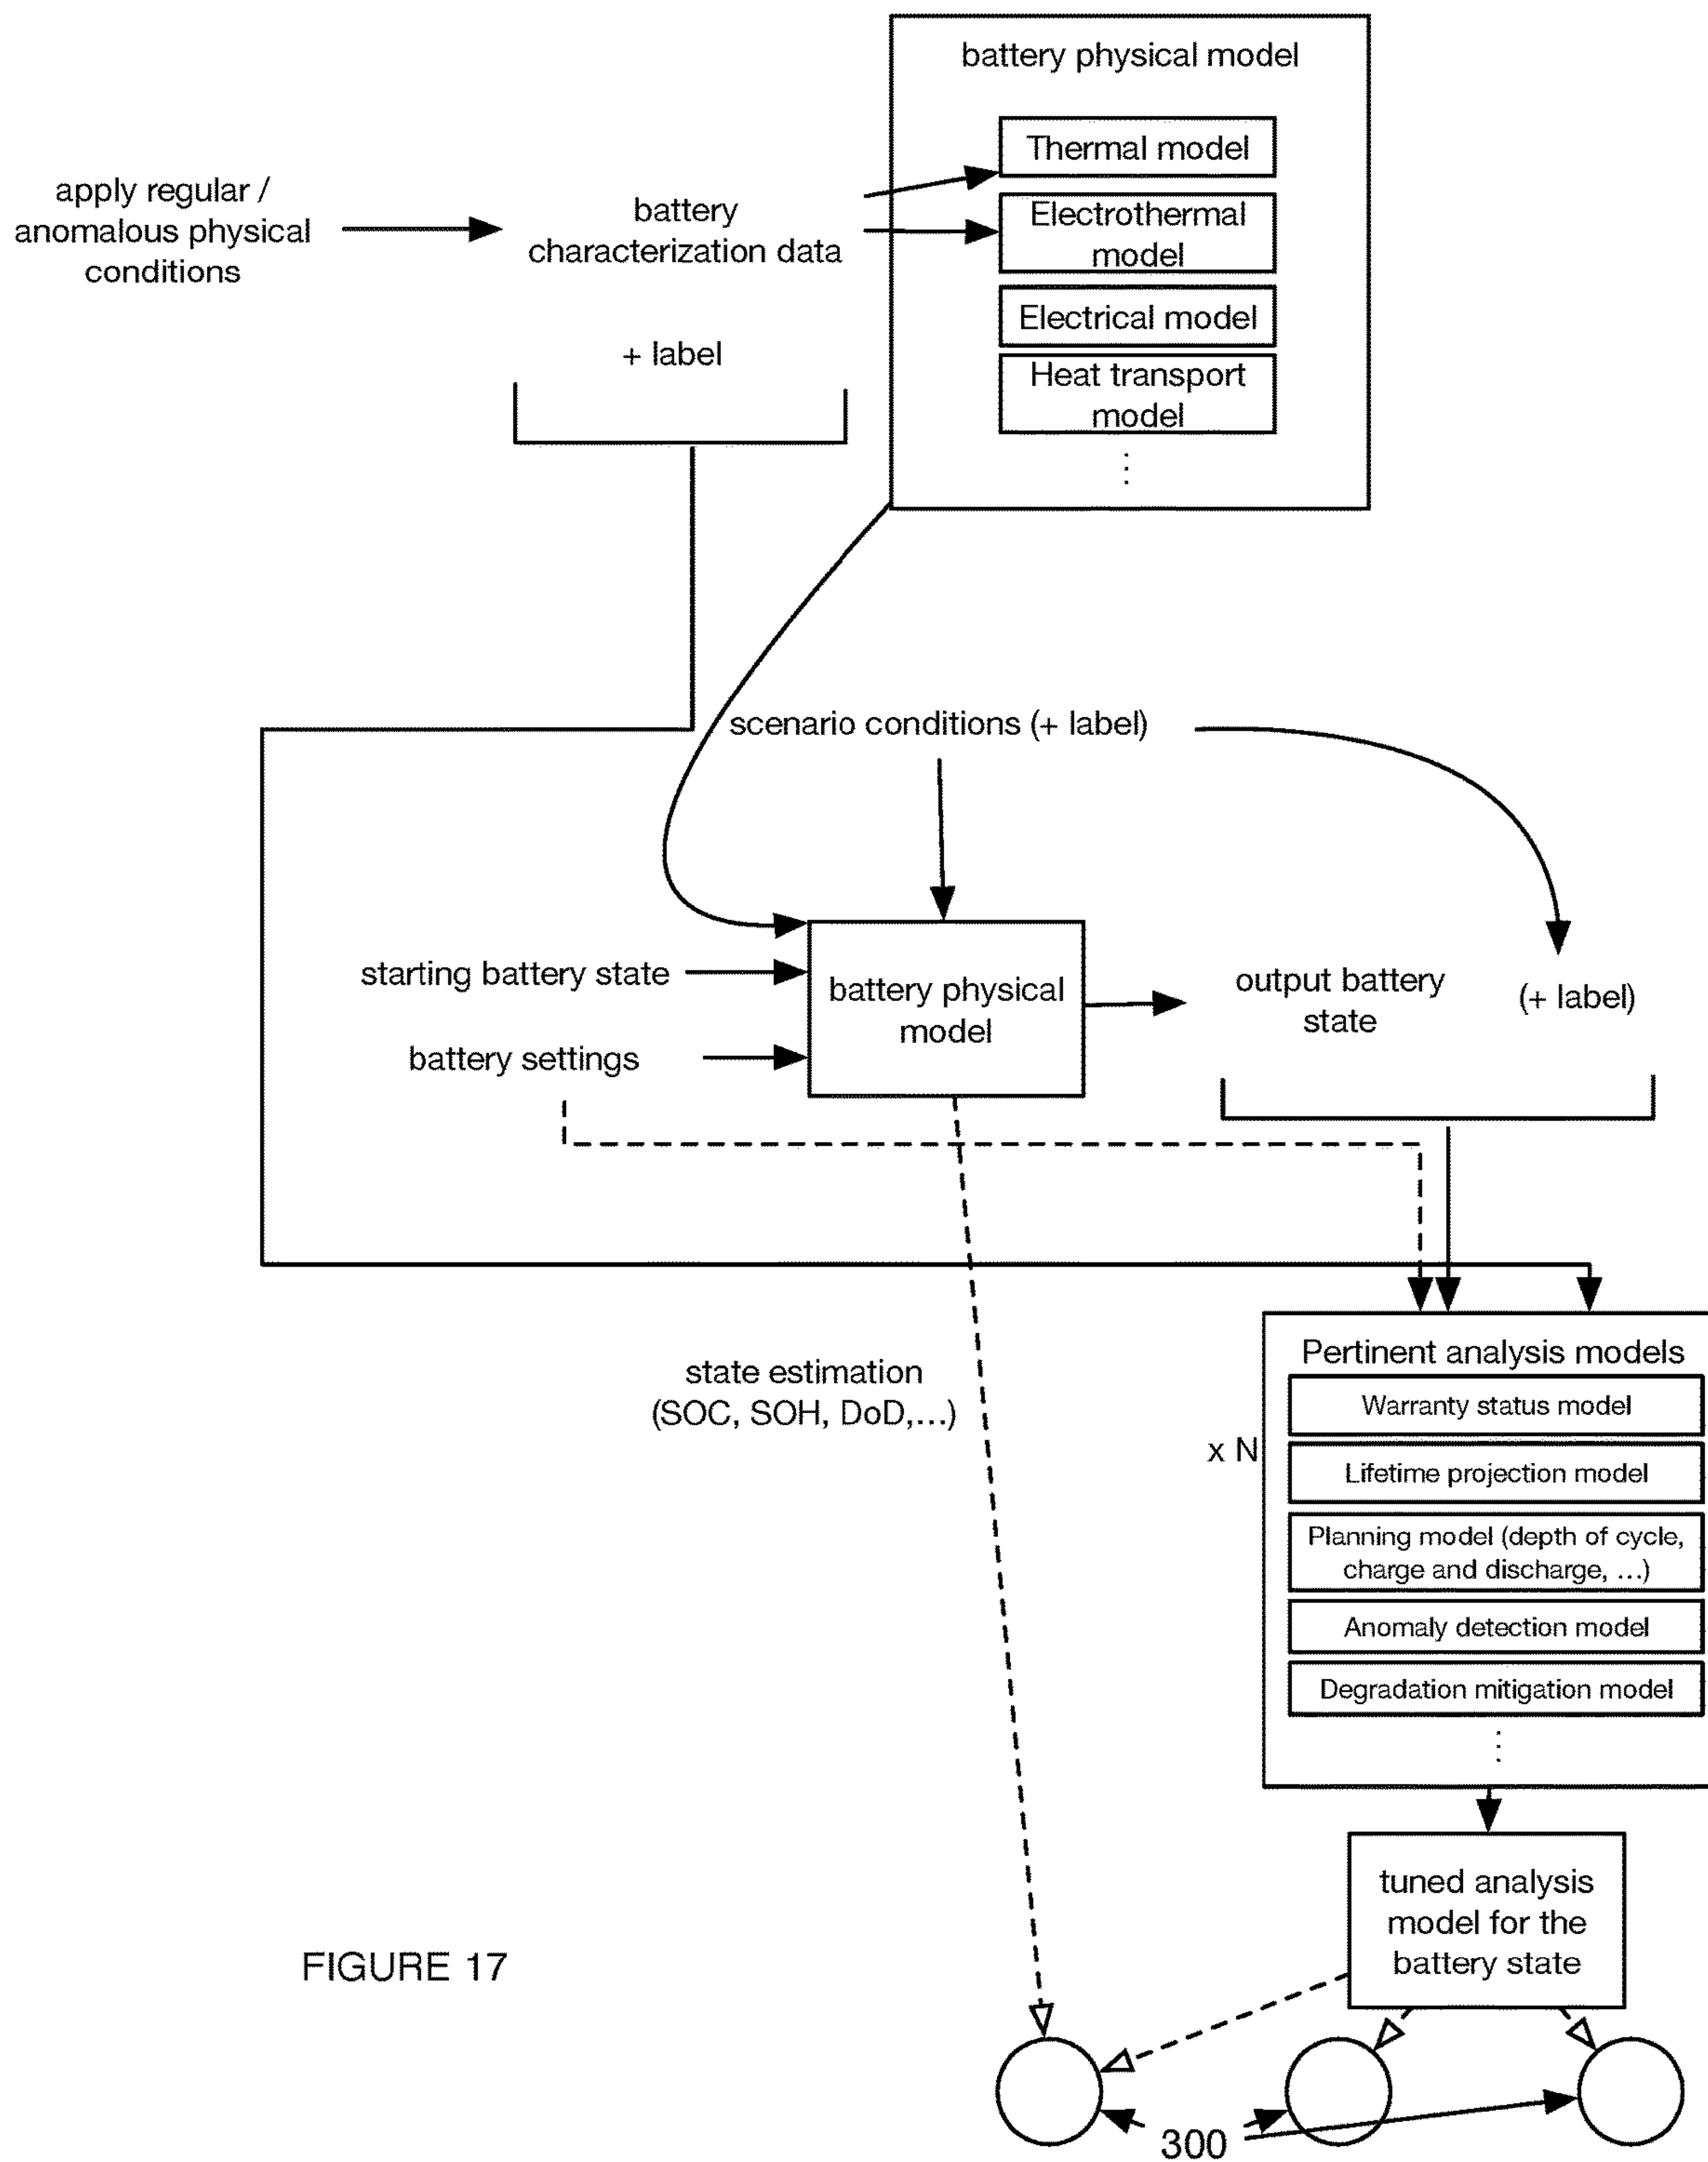 battery physical model
Thermal model
Electrothermal
model
Electrical model
Heat transport
model
⋮
apply regular /
anomalous physical
conditions
battery
characterization data
+ label
scenario conditions (+ label)
starting battery state
battery settings
battery physical
model
output battery
state
(+ label)
state estimation
(SOC, SOH, DoD,...)
x N
Pertinent analysis models
Warranty status model
Lifetime projection model
Planning model (depth of cycle,
charge and discharge, ...)
Anomaly detection model
Degradation mitigation model
⋮
tuned analysis
model for the
battery state
FIGURE 17
300